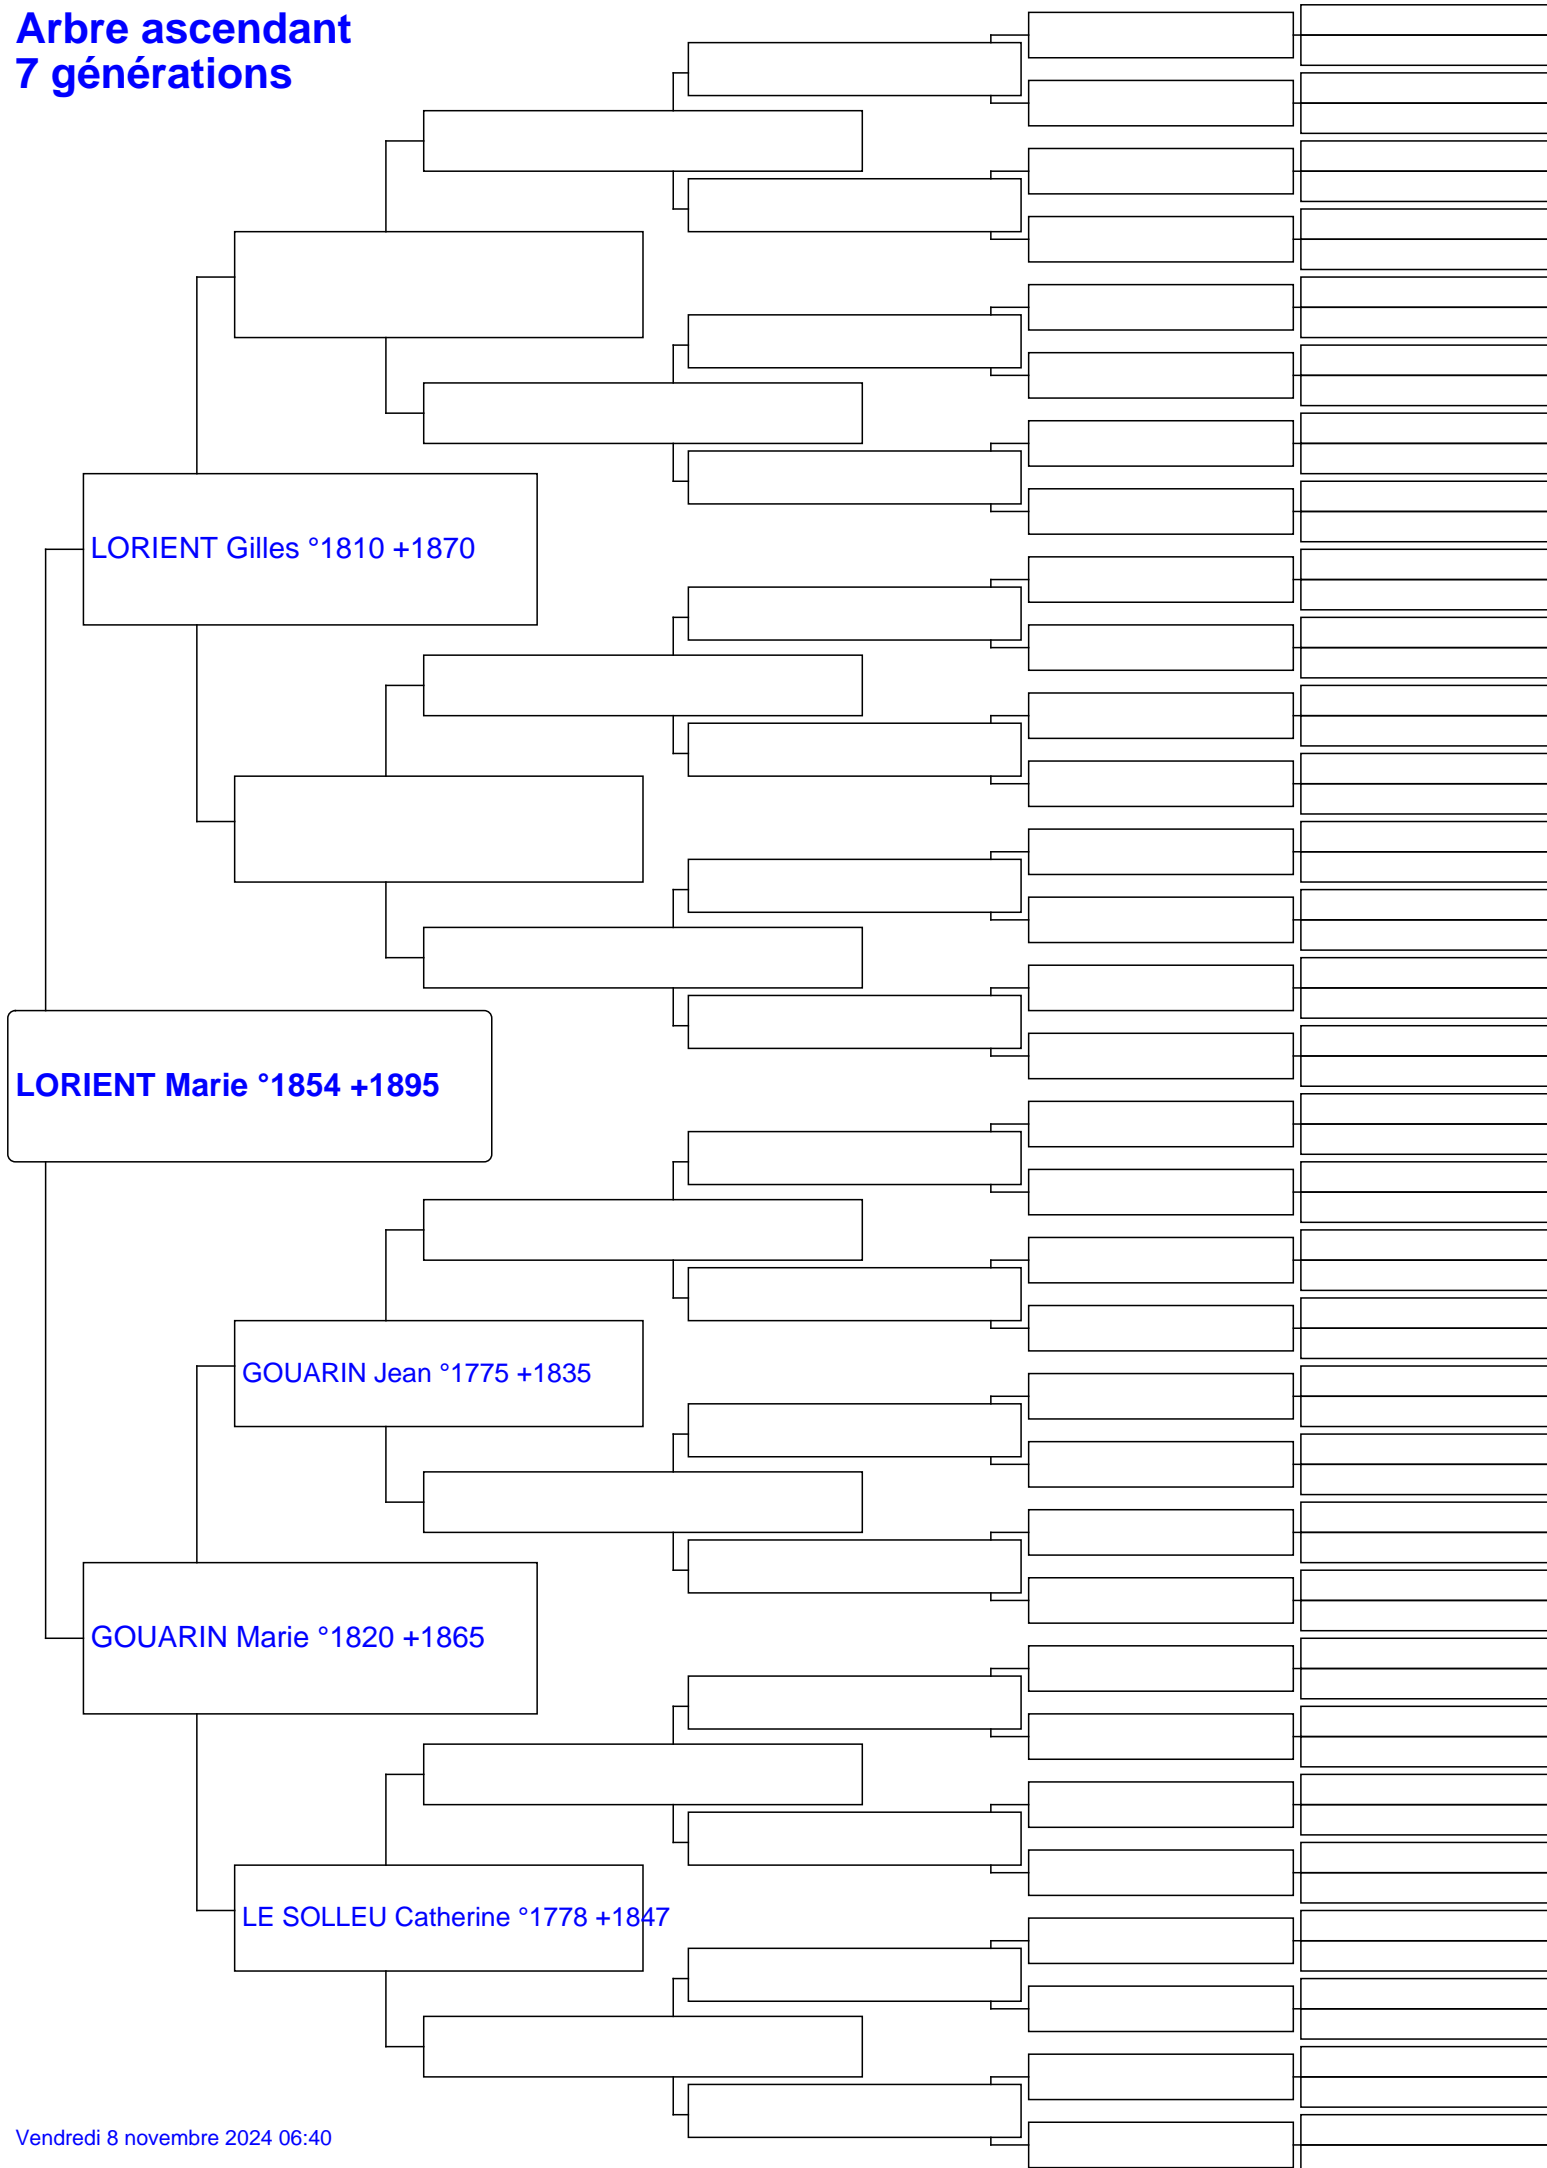 Arbre ascendant
7 générations
LORIENT Gilles °1810 +1870
LORIENT Marie °1854 +1895
GOUARIN Jean °1775 +1835
GOUARIN Marie °1820 +1865
LE SOLLEU Catherine °1778 +1847
Vendredi 8 novembre 2024 06:40